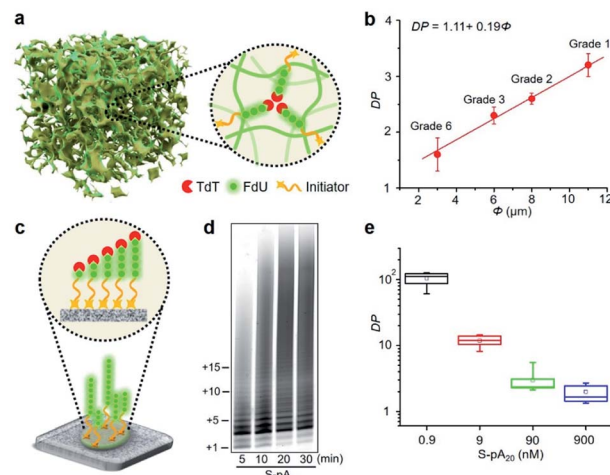 a
TdT FdU Initiator
b
DP = 1.11+ 0.19Φ
Grade 1
Grade 2
Grade 3
Grade 6
DP
4
3
2
1
2 4 6 8 10 12
Φ (μm)
c
d
+15
+10
+5
+1
5 10 20 30 (min)
e
DP
10²
10
1
0.9 9 90 900
S-pA₂₀ (nM)